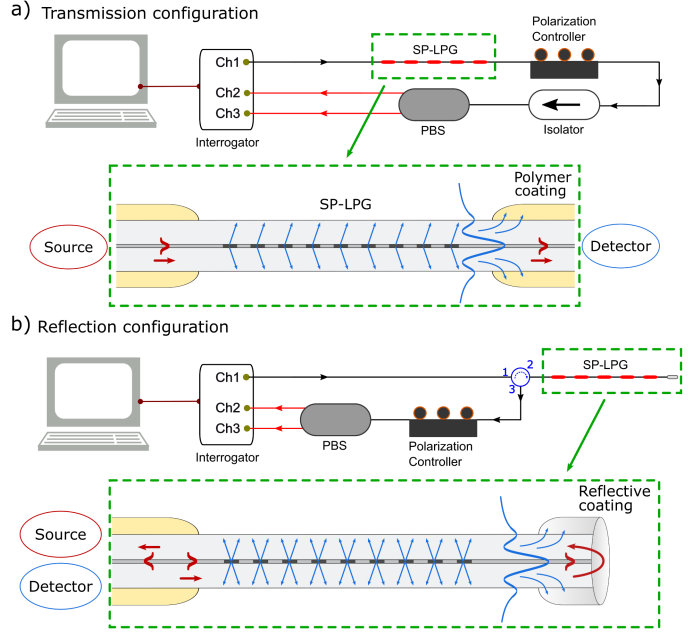 a) Transmission configuration
Polarization
Controller
SP-LPG
Ch1
Ch2
Ch3
Interrogator
PBS
Isolator
SP-LPG
Polymer
coating
Source
Detector
b) Reflection configuration
SP-LPG
Ch1
1
2
3
Ch2
Ch3
Interrogator
PBS
Polarization
Controller
Reflective
coating
Source
Detector